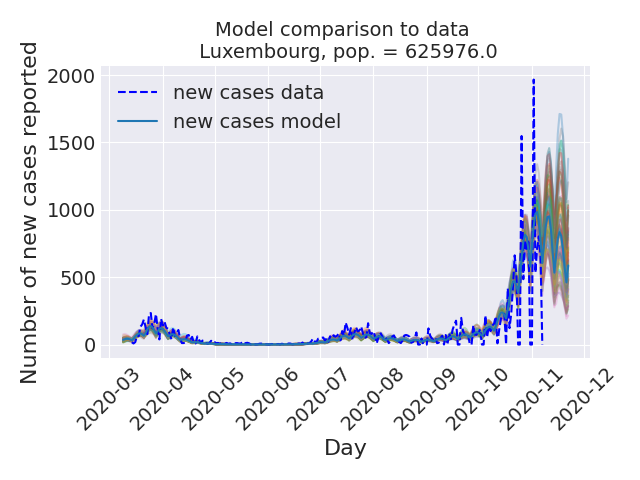 Model comparison to data
Luxembourg, pop. = 625976.0
Number of new cases reported
2000
1500
1000
500
0
new cases data
new cases model
2020-03
2020-04
2020-05
2020-06
2020-07
2020-08
2020-09
2020-10
2020-11
2020-12
Day